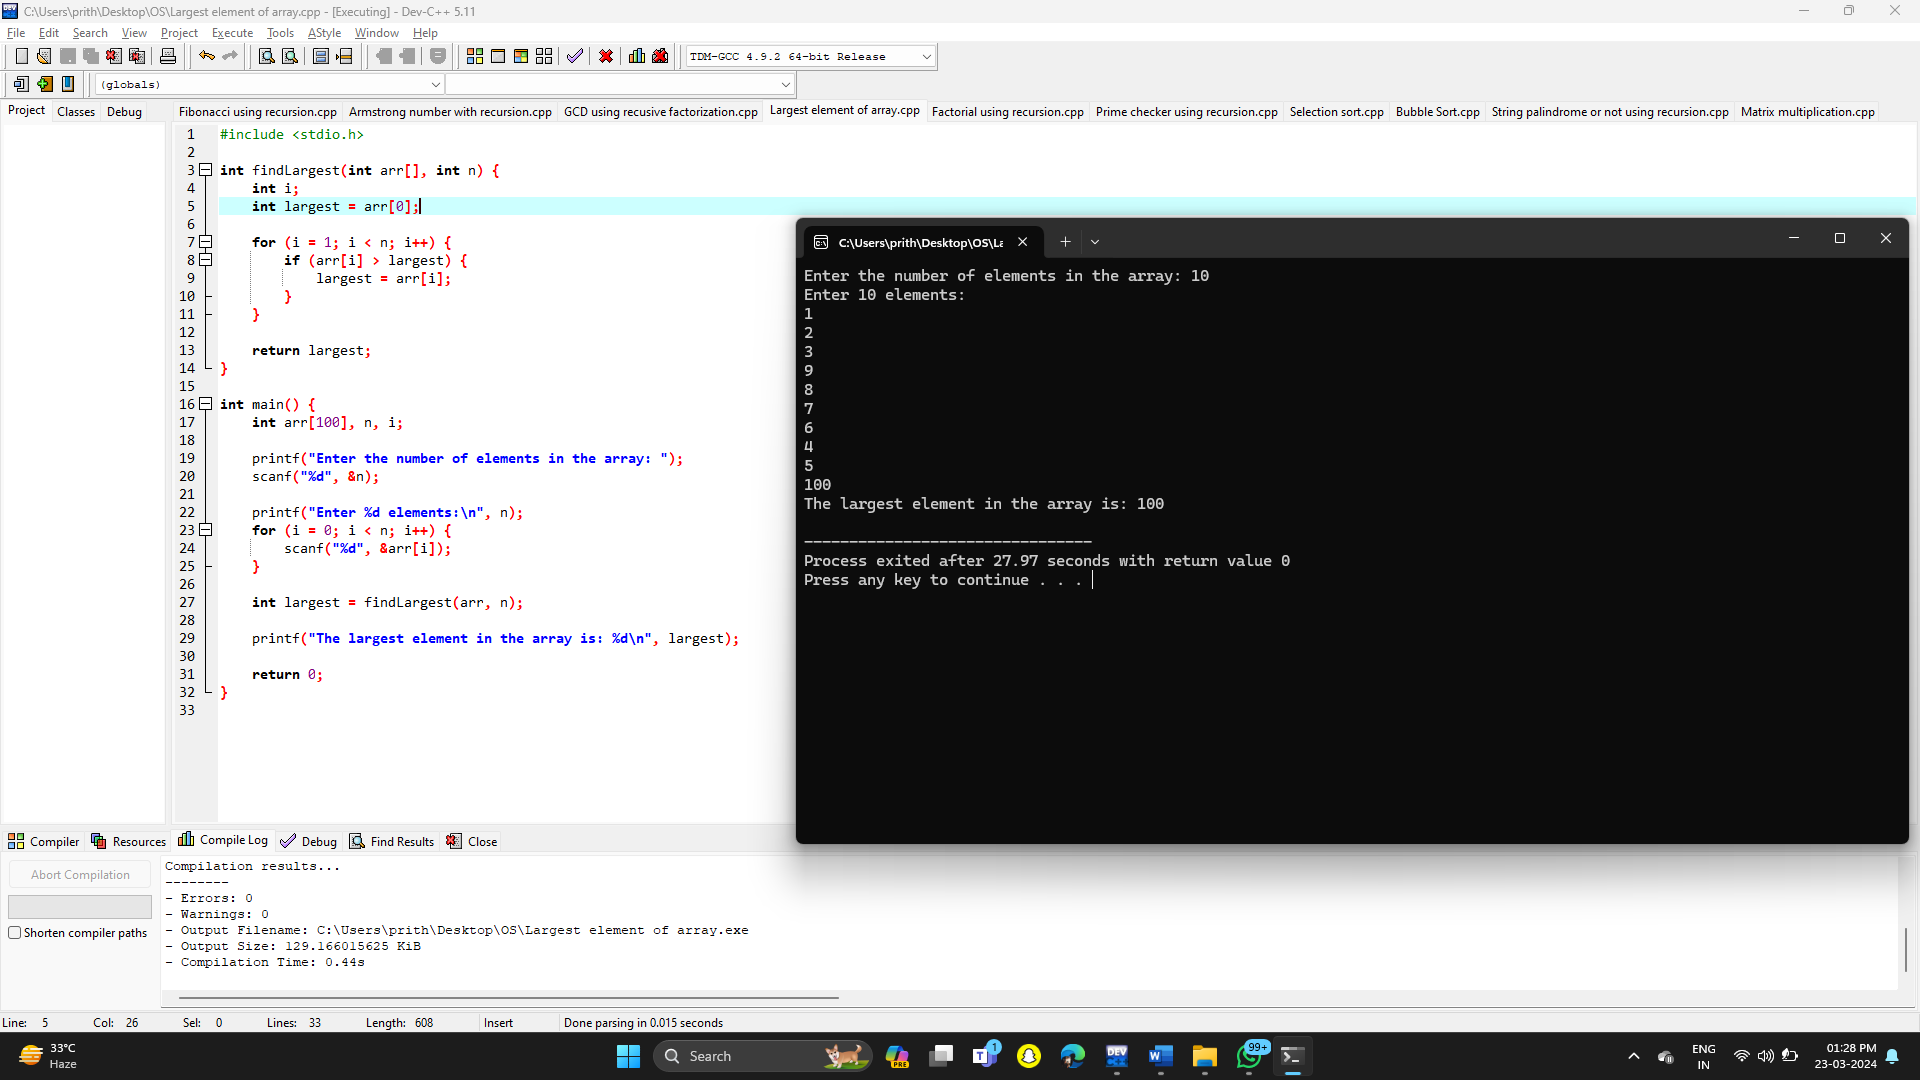 C:\Users\prith\Desktop\OS\Largest element of array.cpp - [Executing] - Dev-C++ 5.11
File Edit Search View Project Execute Tools AStyle Window Help
TDM-GCC 4.9.2 64-bit Release
(globals)
Project Classes Debug
Fibonacci using recursion.cpp Armstrong number with recursion.cpp GCD using recusive factorization.cpp Largest element of array.cpp Factorial using recursion.cpp Prime checker using recursion.cpp Selection sort.cpp Bubble Sort.cpp String palindrome or not using recursion.cpp Matrix multiplication.cpp
1 #include <stdio.h>
2
3 int findLargest(int arr[], int n) {
4 int i;
5 int largest = arr[0];
6
7 for (i = 1; i < n; i++) {
8 if (arr[i] > largest) {
9 largest = arr[i];
10 }
11 }
12
13 return largest;
14 }
15
16 int main() {
17 int arr[100], n, i;
18
19 printf("Enter the number of elements in the array: ");
20 scanf("%d", &n);
21
22 printf("Enter %d elements:\n", n);
23 for (i = 0; i < n; i++) {
24 scanf("%d", &arr[i]);
25 }
26
27 int largest = findLargest(arr, n);
28
29 printf("The largest element in the array is: %d\n", largest);
30
31 return 0;
32 }
33
C:\Users\prith\Desktop\OS\La
Enter the number of elements in the array: 10
Enter 10 elements:
1
2
3
9
8
7
6
4
5
100
The largest element in the array is: 100
--------------------------------
Process exited after 27.97 seconds with return value 0
Press any key to continue . . .
Compiler Resources Compile Log Debug Find Results Close
Abort Compilation
Shorten compiler paths
Compilation results...
--------
- Errors: 0
- Warnings: 0
- Output Filename: C:\Users\prith\Desktop\OS\Largest element of array.exe
- Output Size: 129.166015625 KiB
- Compilation Time: 0.44s
Line: 5 Col: 26 Sel: 0 Lines: 33 Length: 608 Insert Done parsing in 0.015 seconds
33°C
Haze
Search
PRE
1
DEV
99+
ENG
IN
01:28 PM
23-03-2024